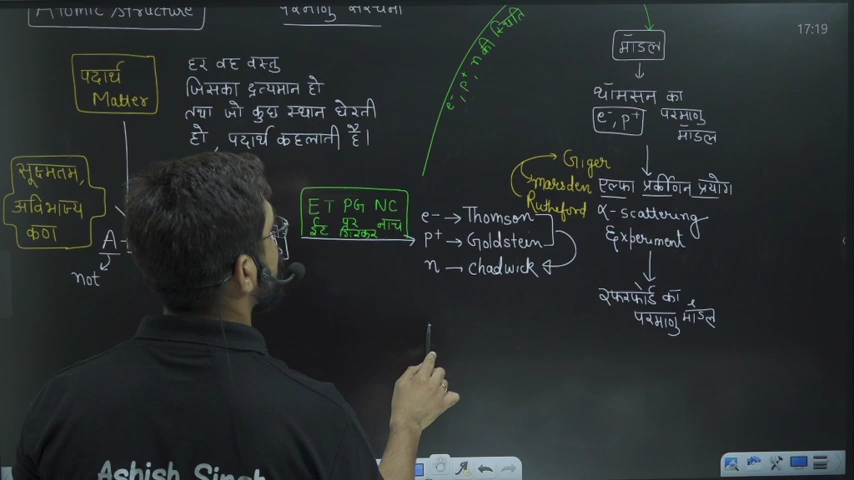 Atomic structure
परमाणु संरचना
17:19
पदार्थ
Matter
हर वह वस्तु
जिसका द्रव्यमान हो
तथा जो कुछ स्थान घेरती
हो, पदार्थ कहलाती है।
e-, p+, n की स्थिति
मॉडल
थॉमसन का
e-, p+ परमाणु
मॉडल
सूक्ष्मतम,
अविभाज्य
कण
A-
not
ET PG NC
ईंट पर नाच
गिरकर
e- → Thomson
p+ → Goldstein
n → chadwick
Giger
marsden
Rutheford
एल्फा प्रकीर्णन प्रयोग
α-scattering
Experiment
रदरफोर्ड का
परमाणु मॉडल
Ashish Singh